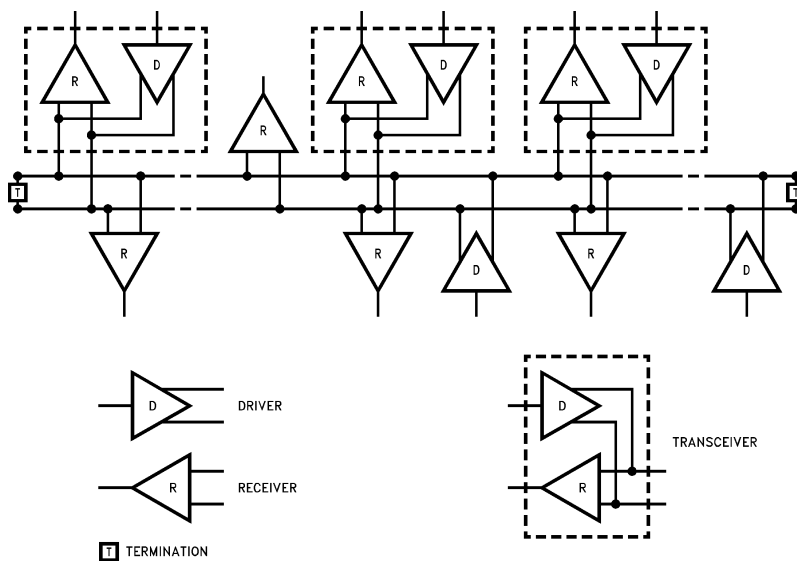 R D R D R D
R
T T
R R R
D D
D DRIVER D
TRANSCEIVER
R RECEIVER R
T TERMINATION